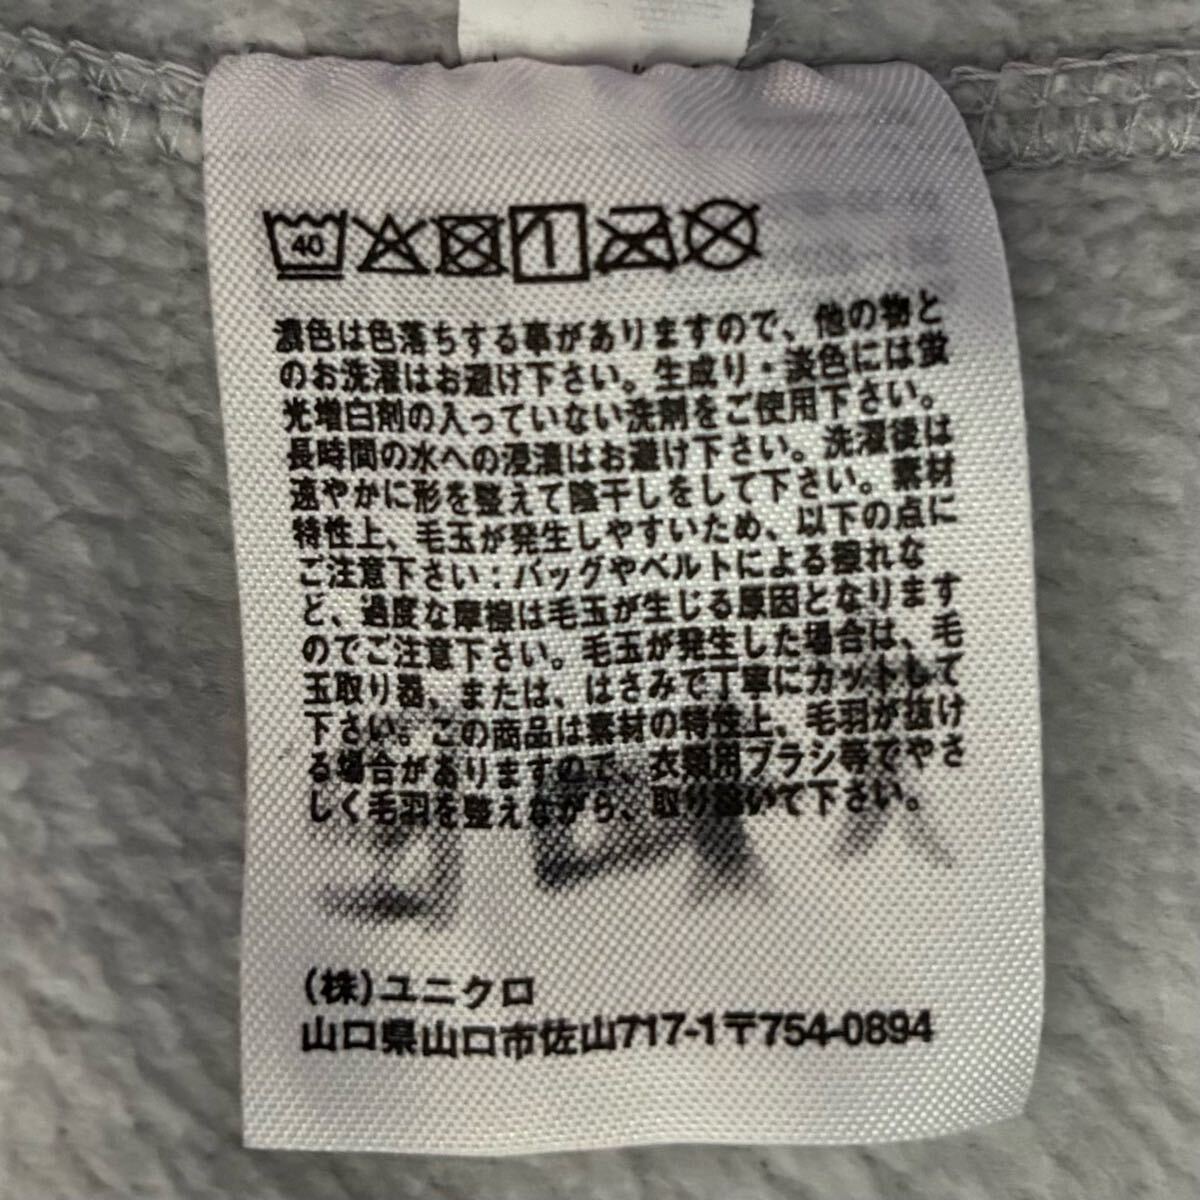 40
濃色は色落ちする事がありますので、他の物と
のお洗濯はお避け下さい。生成り・淡色には蛍
光増白剤の入っていない洗剤をご使用下さい。
長時間の水への浸漬はお避け下さい。洗濯後は
速やかに形を整えて陰干しをして下さい。素材
特性上、毛玉が発生しやすいため、以下の点に
ご注意下さい：バッグやベルトによる擦れな
ど、過度な摩擦は毛玉が生じる原因となります
のでご注意下さい。毛玉が発生した場合は、毛
玉取り器、または、はさみで丁寧にカットして
下さい。この商品は素材の特性上、毛羽が抜け
る場合がありますので、衣類用ブラシ等でやさ
しく毛羽を整えながら、取り除いて下さい。
(株)ユニクロ
山口県山口市佐山717-1〒754-0894